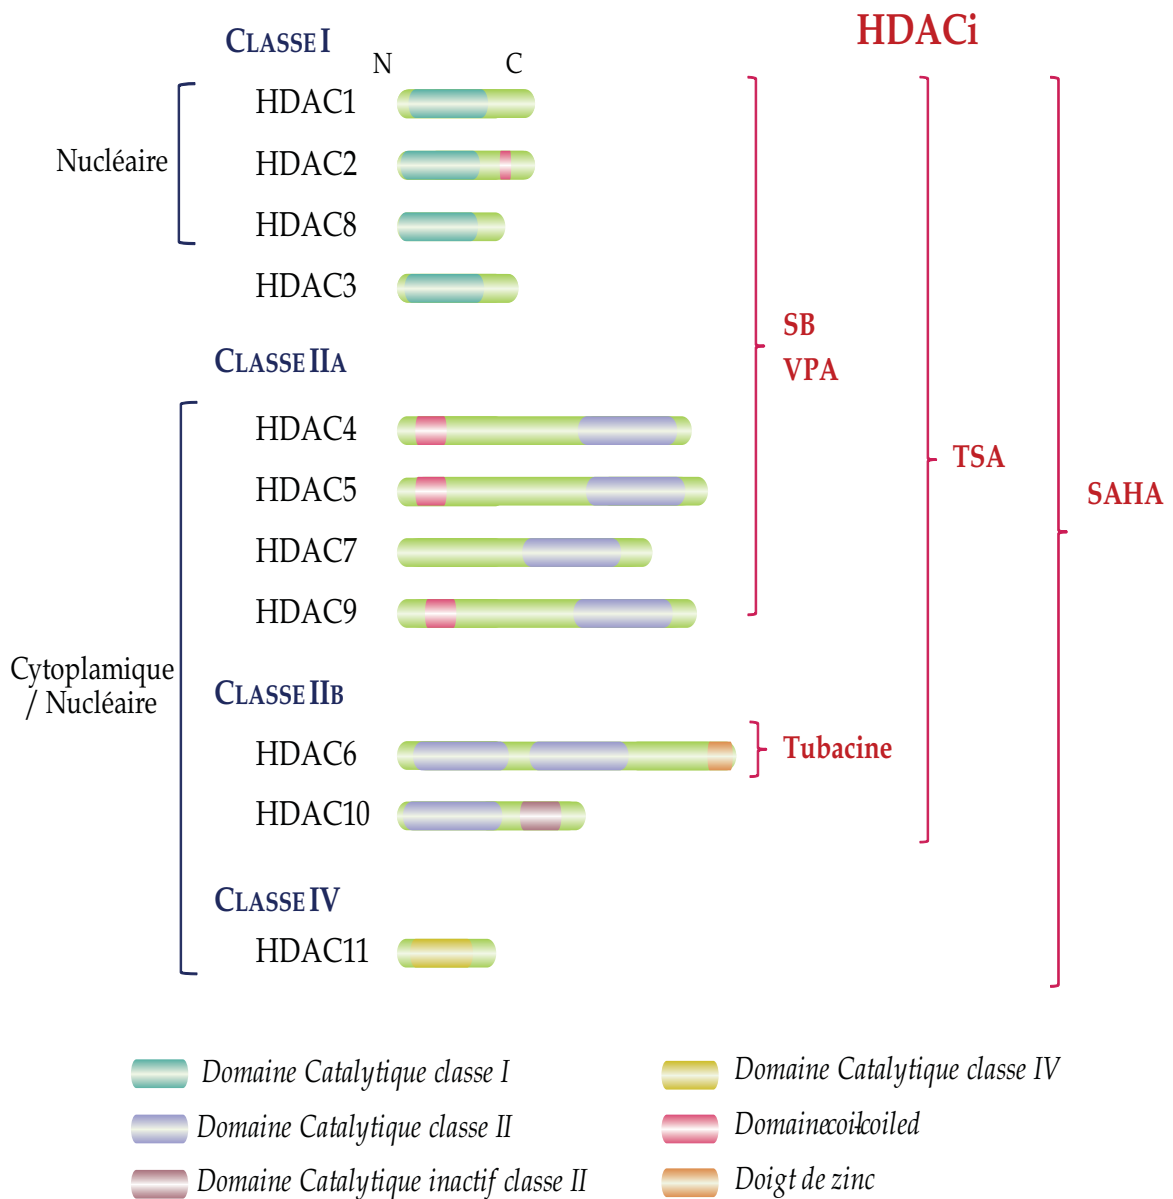 CLASSE I
HDACi
N C
HDAC1
HDAC2
Nucléaire
HDAC8
HDAC3
SB
VPA
CLASSE IIA
HDAC4
TSA
HDAC5
SAHA
HDAC7
HDAC9
Cytoplamique
/ Nucléaire
CLASSE IIB
HDAC6
Tubacine
HDAC10
CLASSE IV
HDAC11
Domaine Catalytique classe I
Domaine Catalytique classe II
Domaine Catalytique inactif classe II
Domaine Catalytique classe IV
Domainecoil-coiled
Doigt de zinc